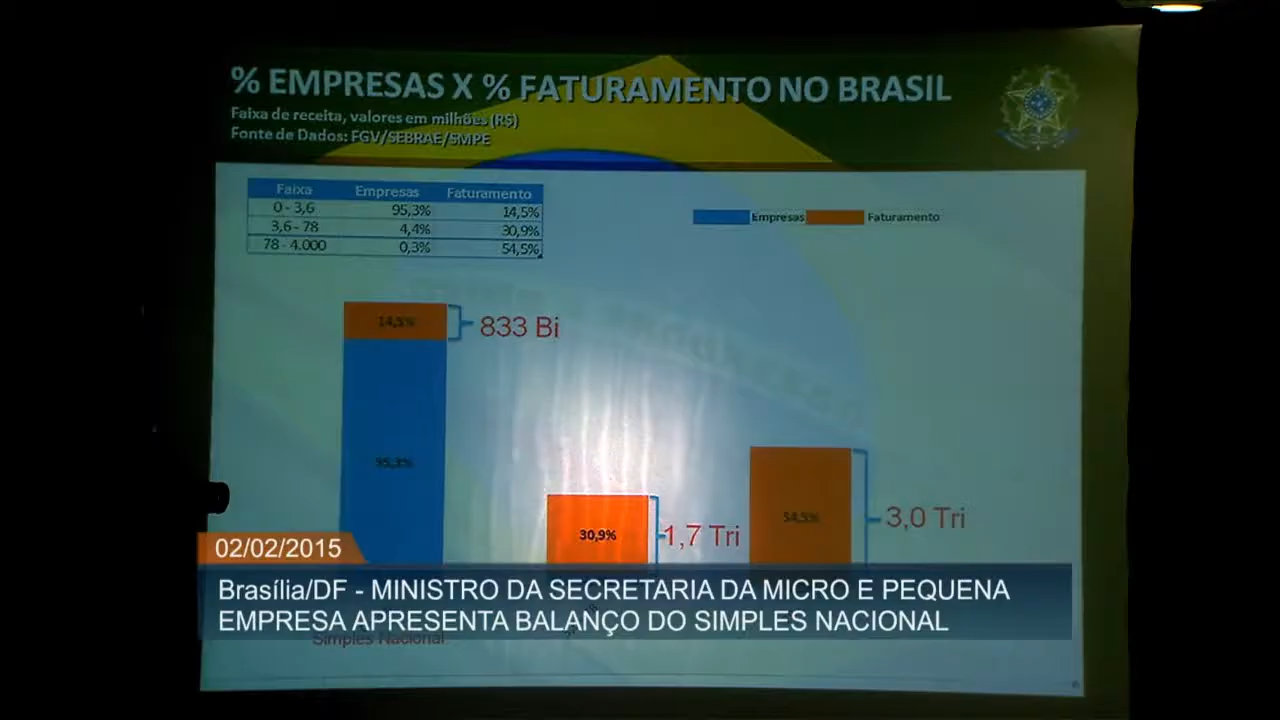 % EMPRESAS X % FATURAMENTO NO BRASIL
Faixa de receita, valores em milhões (R$)
Fonte de Dados: FGV/SEBRAE/SMPE
Faixa Empresas Faturamento
0 - 3,6 95,3% 14,5%
3,6 - 78 4,4% 30,9%
78 - 4.000 0,3% 54,5%
Empresas Faturamento
14,5%
833 Bi
95,3%
30,9%
1,7 Tri
54,5%
3,0 Tri
02/02/2015
Brasília/DF - MINISTRO DA SECRETARIA DA MICRO E PEQUENA
EMPRESA APRESENTA BALANÇO DO SIMPLES NACIONAL
Simples Nacional